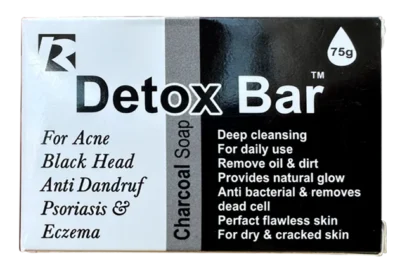 R
75g
Detox Bar™
Charcoal Soap
For Acne
Black Head
Anti Dandruf
Psoriasis &
Eczema
Deep cleansing
For daily use
Remove oil & dirt
Provides natural glow
Anti bacterial & removes
dead cell
Perfact flawless skin
For dry & cracked skin